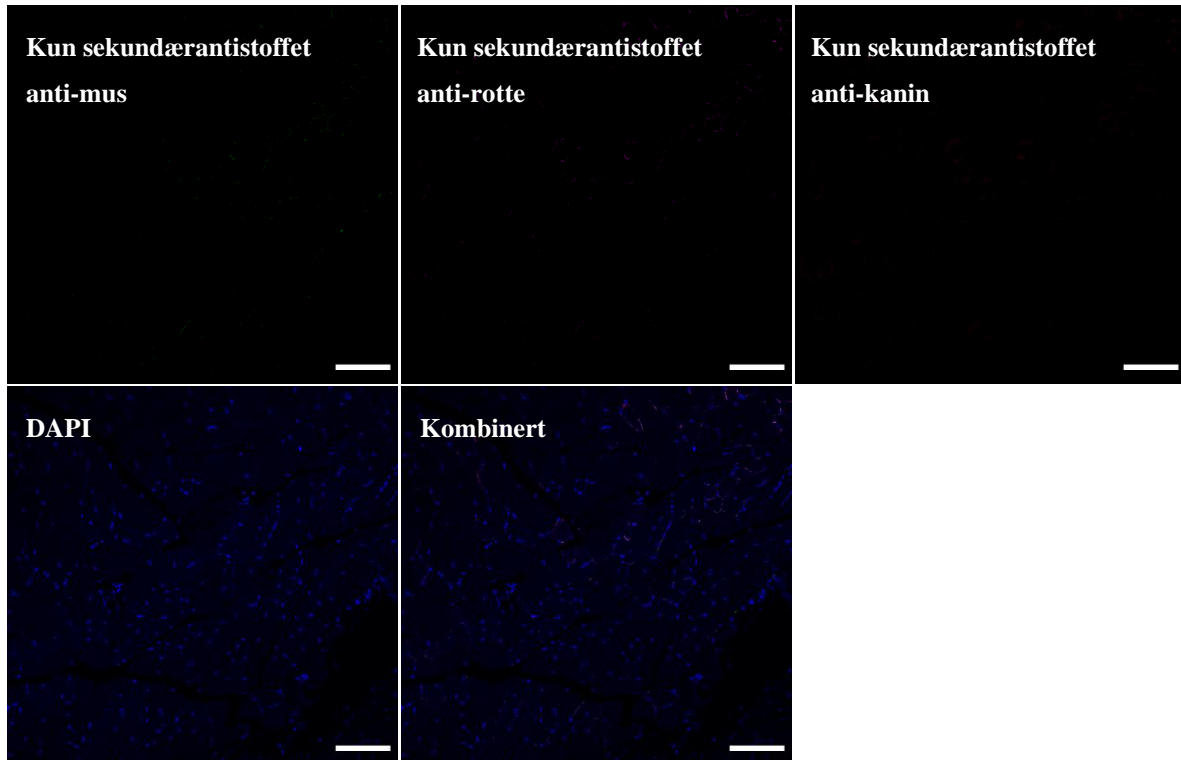 Kun sekundærantistoffet
anti-mus
Kun sekundærantistoffet
anti-rotte
Kun sekundærantistoffet
anti-kanin
DAPI
Kombinert